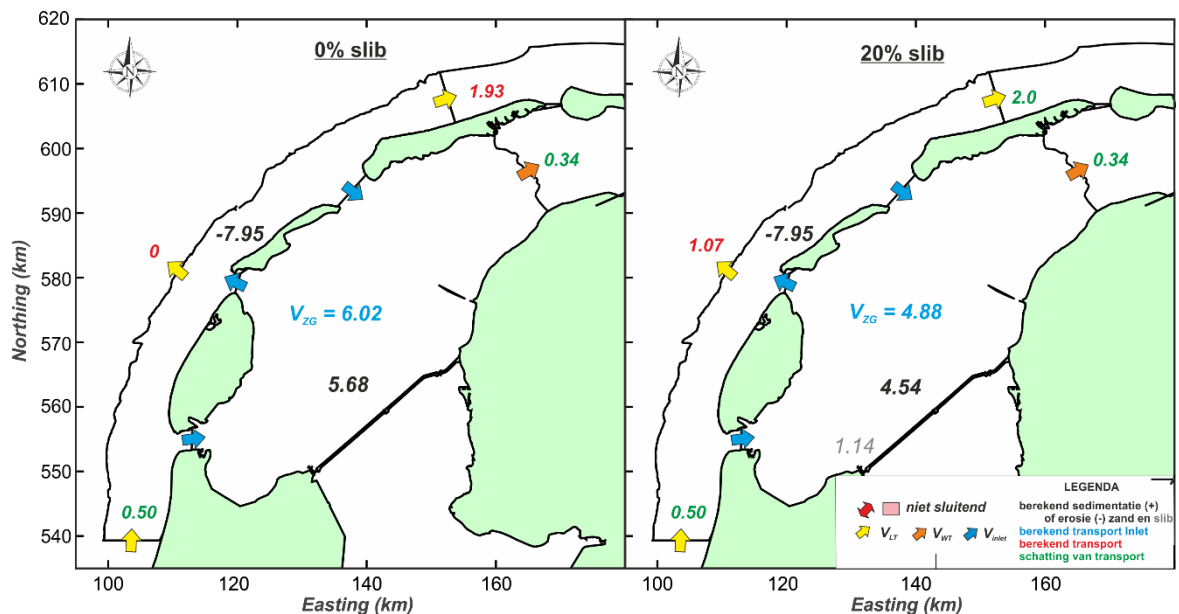 0% slib
20% slib
620
610
600
590
580
570
560
550
540
Northing (km)
1.93
0.34
-7.95
0
V_ZG = 6.02
5.68
0.50
100
120
140
160
Easting (km)
2.0
0.34
-7.95
1.07
V_ZG = 4.88
4.54
1.14
0.50
LEGENDA
niet sluitend
V_LT
V_WT
V_inlet
berekend sedimentatie (+)
of erosie (-) zand en slib
berekend transport Inlet
berekend transport
schatting van transport
100
120
140
160
Easting (km)